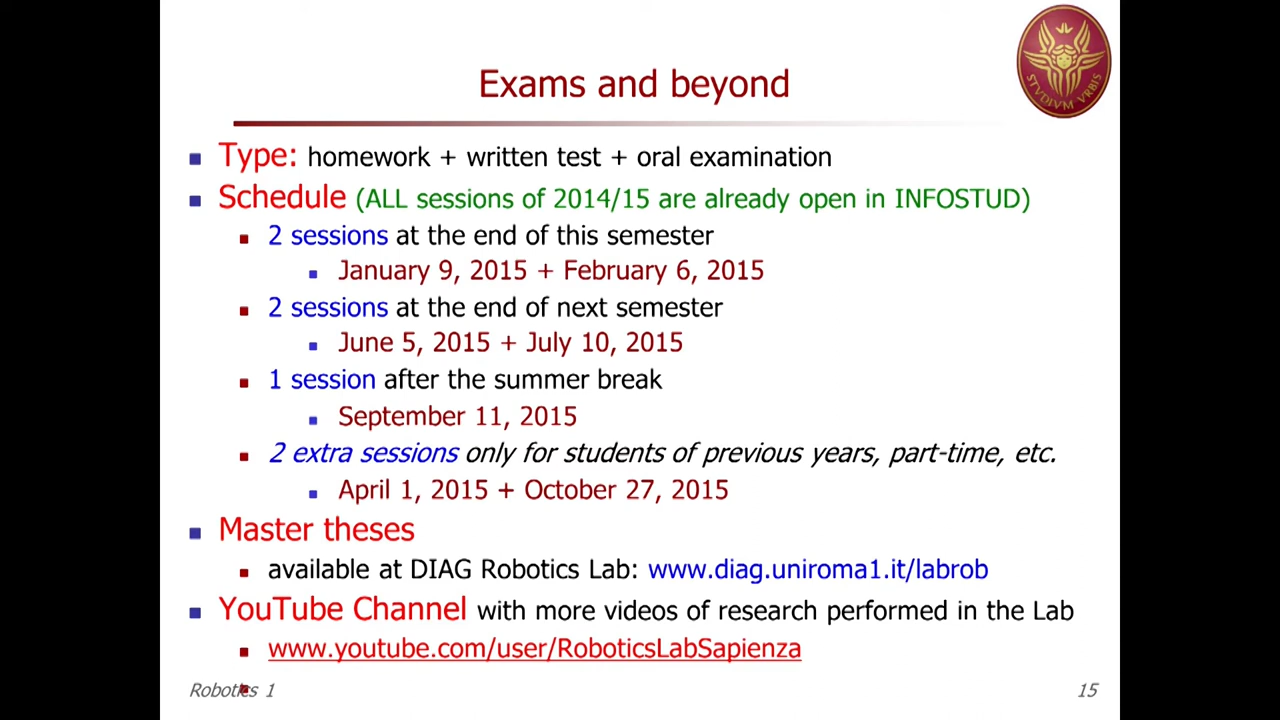 Exams and beyond
STVDIVM VRBIS
Type: homework + written test + oral examination
Schedule (ALL sessions of 2014/15 are already open in INFOSTUD)
2 sessions at the end of this semester
January 9, 2015 + February 6, 2015
2 sessions at the end of next semester
June 5, 2015 + July 10, 2015
1 session after the summer break
September 11, 2015
2 extra sessions only for students of previous years, part-time, etc.
April 1, 2015 + October 27, 2015
Master theses
available at DIAG Robotics Lab: www.diag.uniroma1.it/labrob
YouTube Channel with more videos of research performed in the Lab
www.youtube.com/user/RoboticsLabSapienza
Robotics 1
15